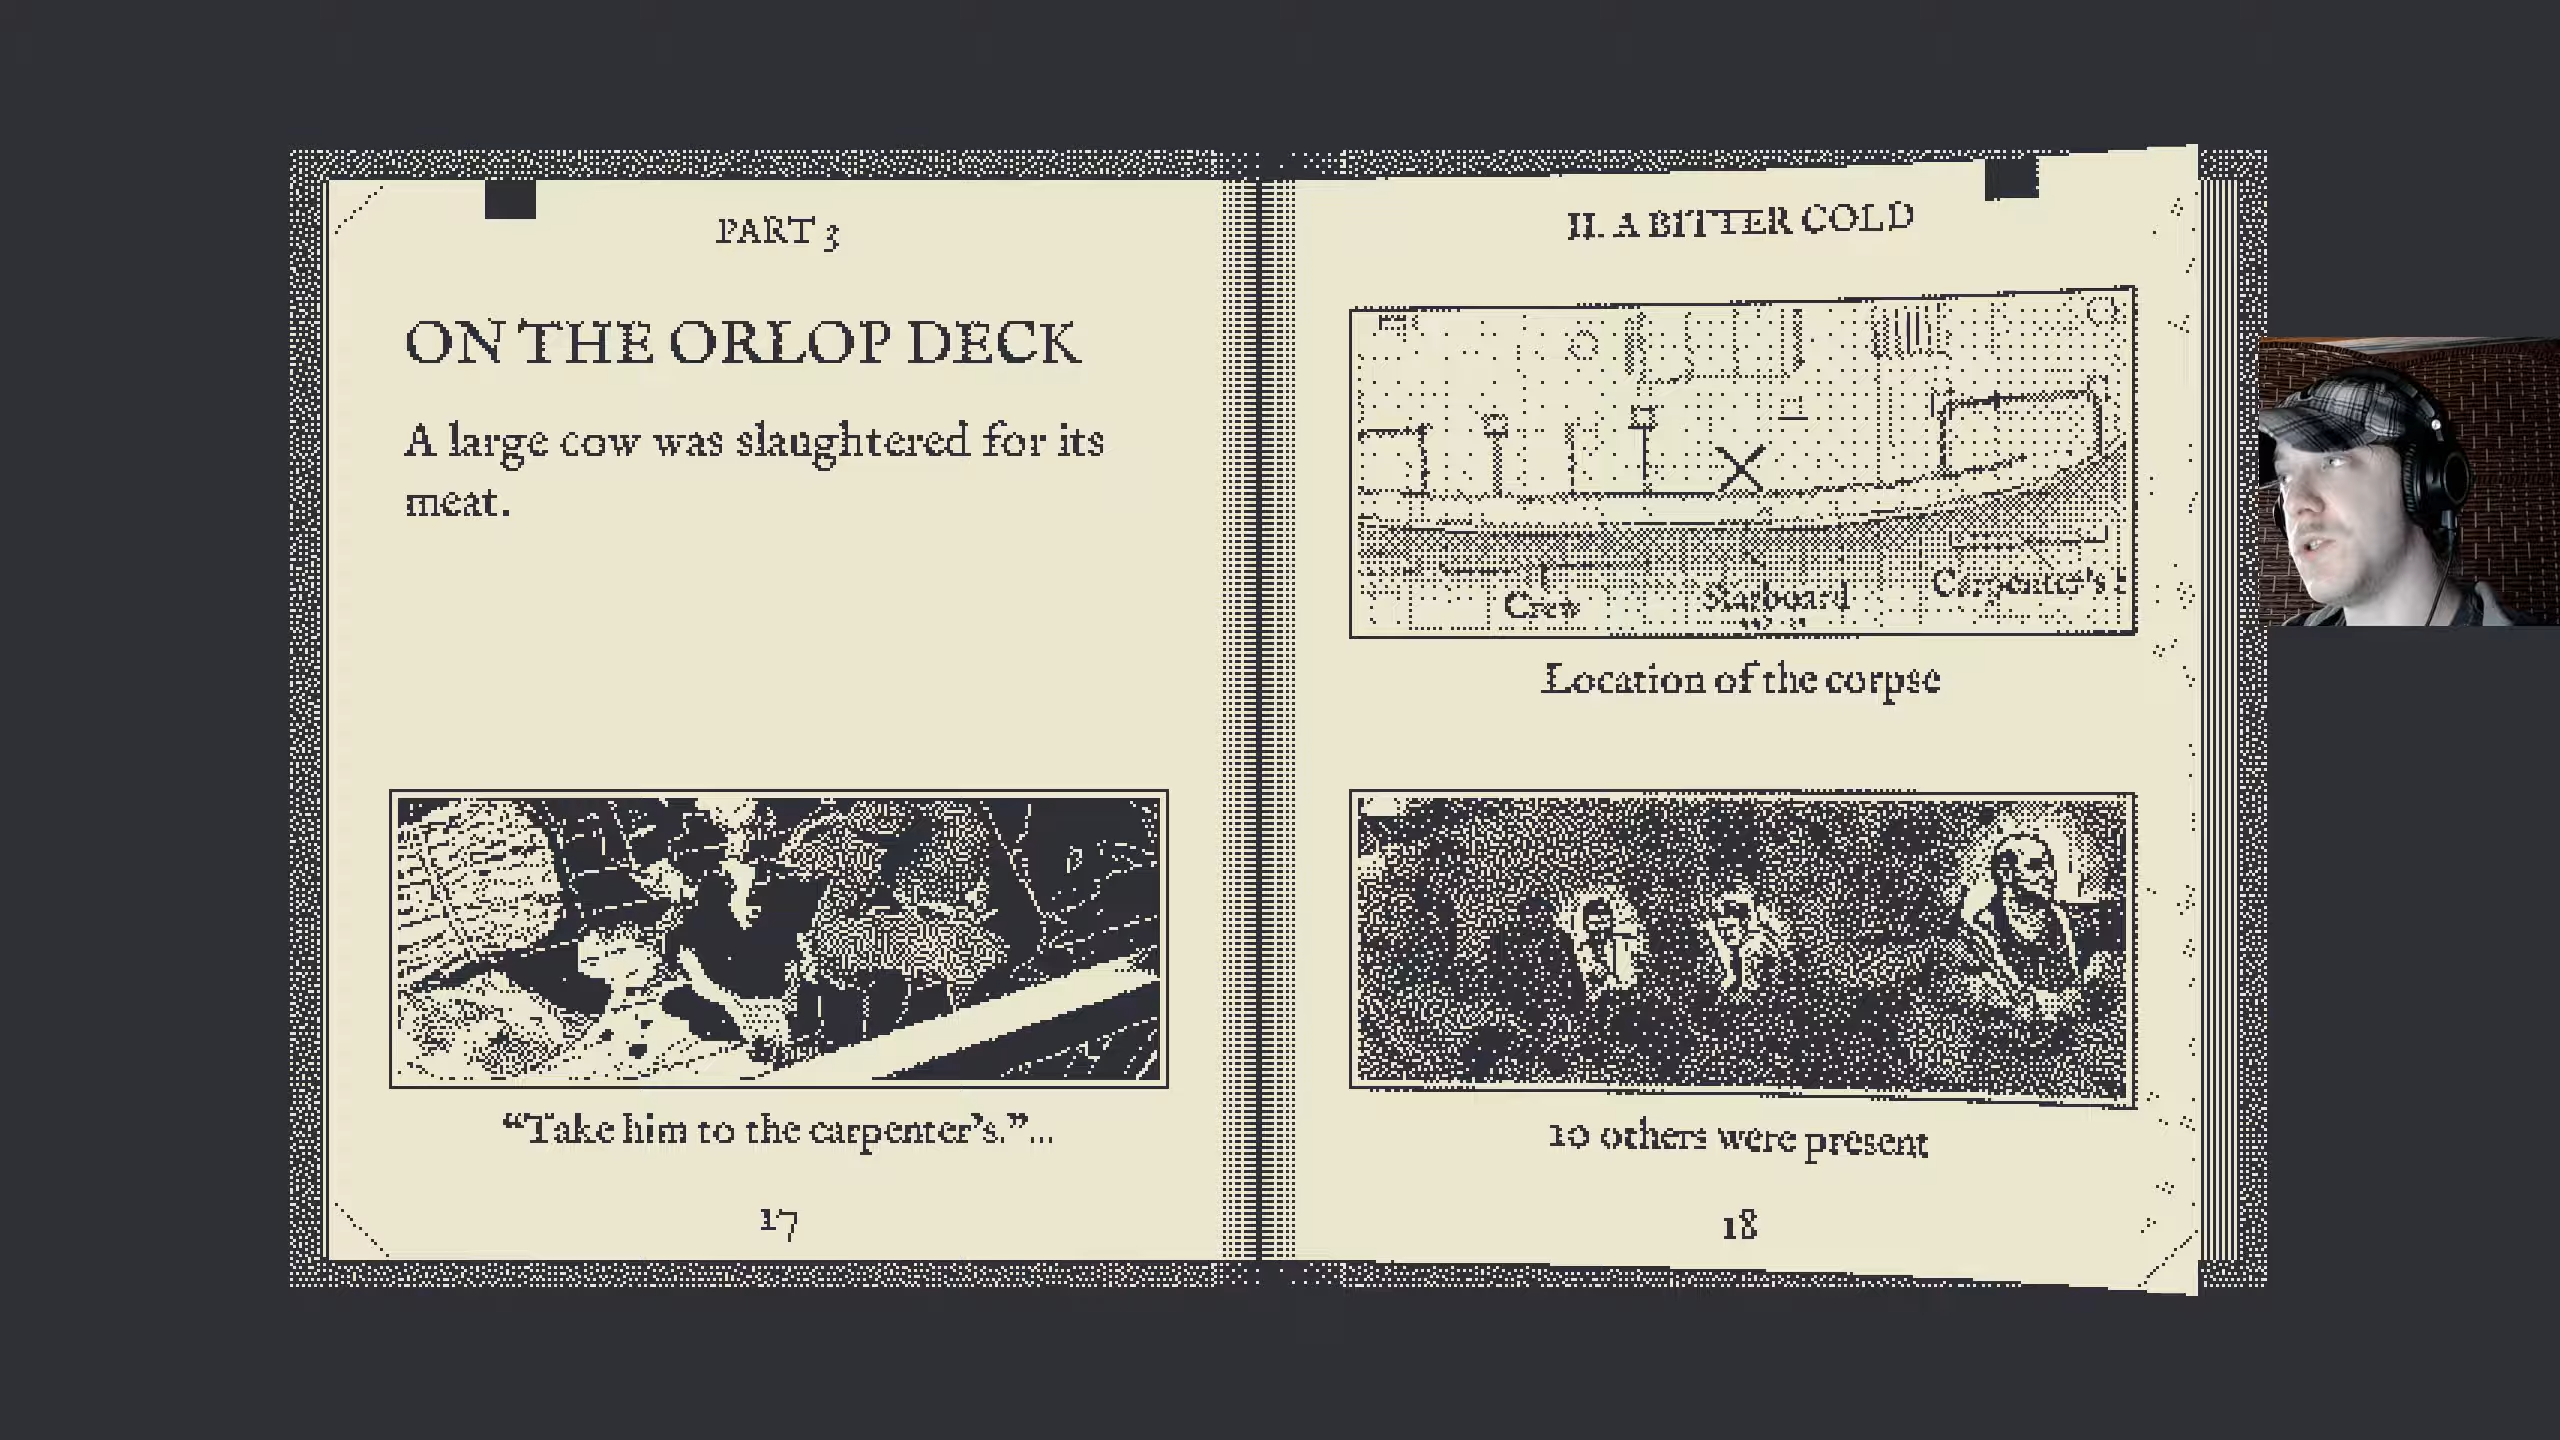 PART 3
ON THE ORLOP DECK
A large cow was slaughtered for its
meat.
“Take him to the carpenter’s.”...
17
II. A BITTER COLD
Crew
Starboard
Carpenter's
Location of the corpse
10 others were present
18